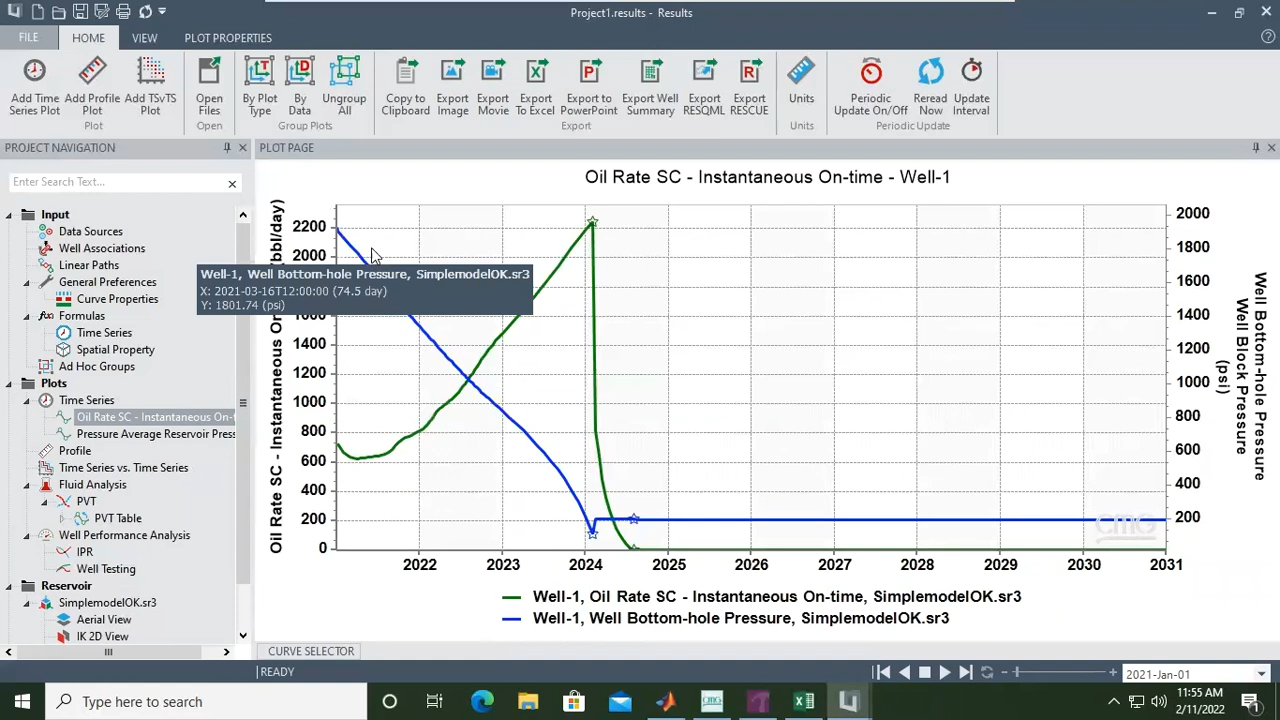 Project1.results - Results
FILE
HOME
VIEW
PLOT PROPERTIES
Add Time
Series Plot
Add Profile
Plot
Add TSvTS
Plot
Plot
Open
Files
Open
By Plot
Type
By
Data
Ungroup
All
Group Plots
Copy to
Clipboard
Export
Image
Export
Movie
Export
To Excel
Export to
PowerPoint
Export Well
Summary
Export
RESQML
Export
RESCUE
Export
Units
Units
Periodic
Update On/Off
Reread
Now
Update
Interval
Periodic Update
PROJECT NAVIGATION
Enter Search Text...
Input
Data Sources
Well Associations
Linear Paths
General Preferences
Curve Properties
Formulas
Time Series
Spatial Property
Ad Hoc Groups
Plots
Time Series
Oil Rate SC - Instantaneous On-t
Pressure Average Reservoir Press
Profile
Time Series vs. Time Series
Fluid Analysis
PVT
PVT Table
Well Performance Analysis
IPR
Well Testing
Reservoir
SimplemodelOK.sr3
Aerial View
IK 2D View
PLOT PAGE
Oil Rate SC - Instantaneous On-time - Well-1
Oil Rate SC - Instantaneous On
(bbl/day)
2200
2000
1600
1400
1200
1000
800
600
400
200
0
Well-1, Well Bottom-hole Pressure, SimplemodelOK.sr3
X: 2021-03-16T12:00:00 (74.5 day)
Y: 1801.74 (psi)
2000
1800
1600
1400
1200
1000
800
600
400
200
Well Bottom-hole Pressure
Well Block Pressure
(psi)
cmg
2022
2023
2024
2025
2026
2027
2028
2029
2030
2031
Well-1, Oil Rate SC - Instantaneous On-time, SimplemodelOK.sr3
Well-1, Well Bottom-hole Pressure, SimplemodelOK.sr3
CURVE SELECTOR
READY
2021-Jan-01
Type here to search
11:55 AM
2/11/2022